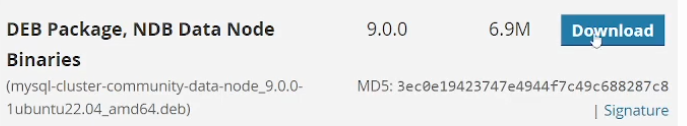 DEB Package, NDB Data Node 9.0.0 6.9M Download
Binaries
(mysql-cluster-community-data-node_9.0.0- MD5: 3ec0e19423747e4944f7c49c688287c8
1ubuntu22.04_amd64.deb) | Signature